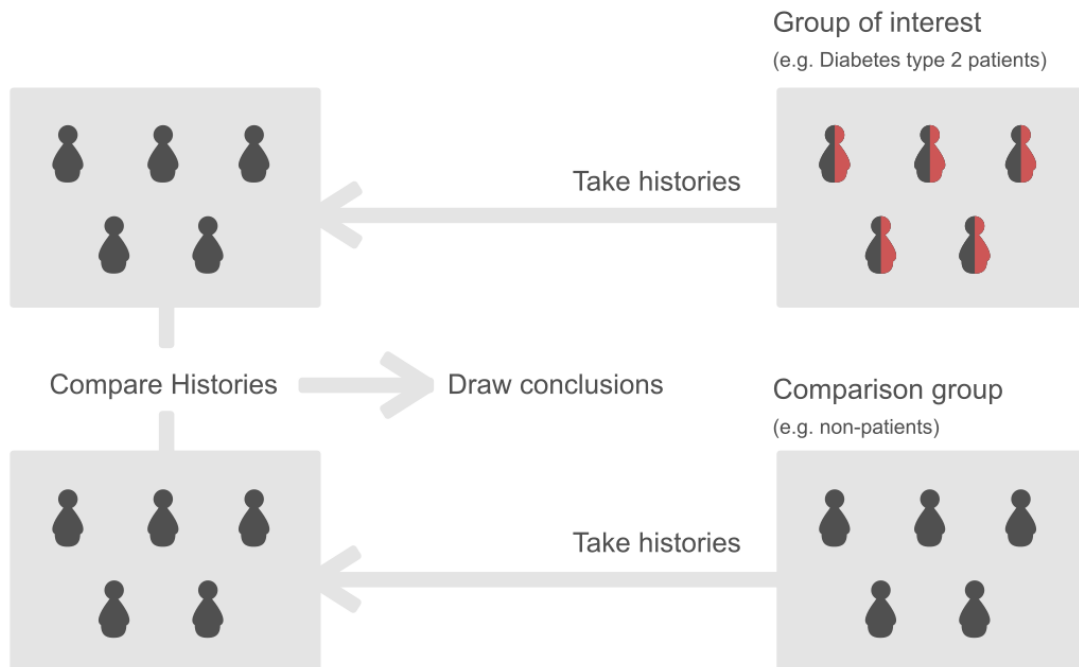 Group of interest
(e.g. Diabetes type 2 patients)
Take histories
Compare Histories
Draw conclusions
Comparison group
(e.g. non-patients)
Take histories